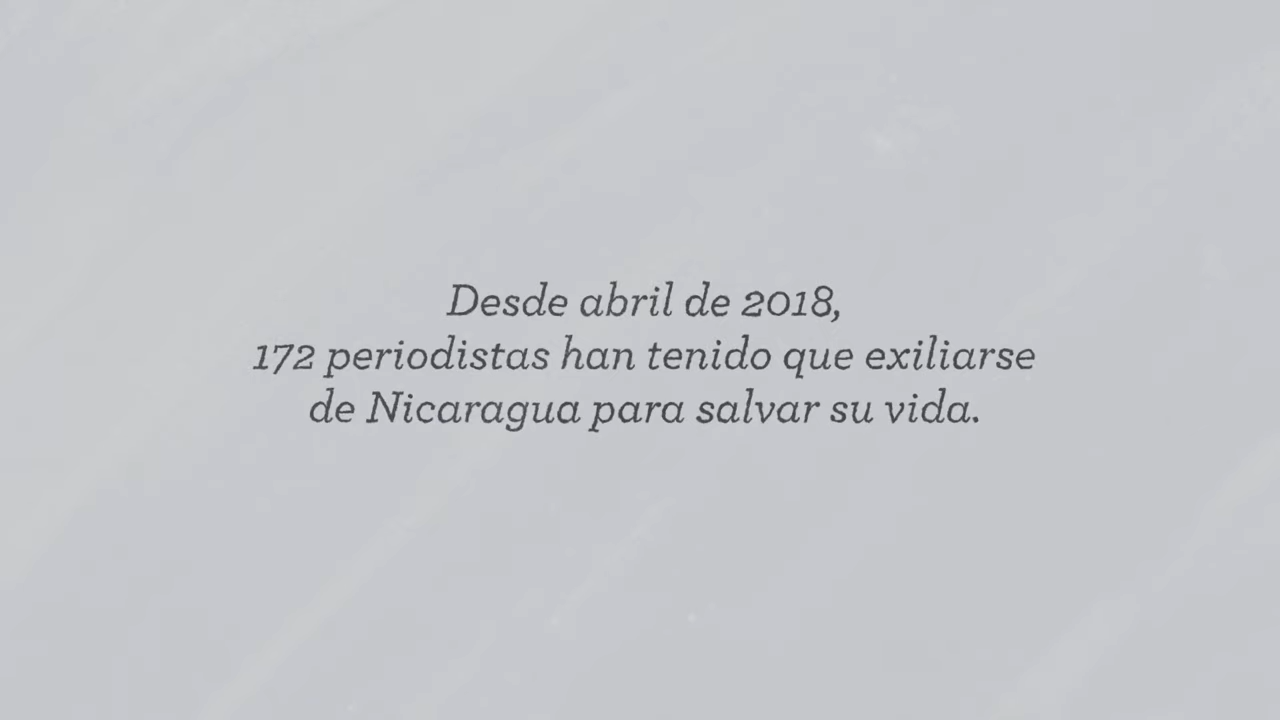 Desde abril de 2018,
172 periodistas han tenido que exiliarse
de Nicaragua para salvar su vida.